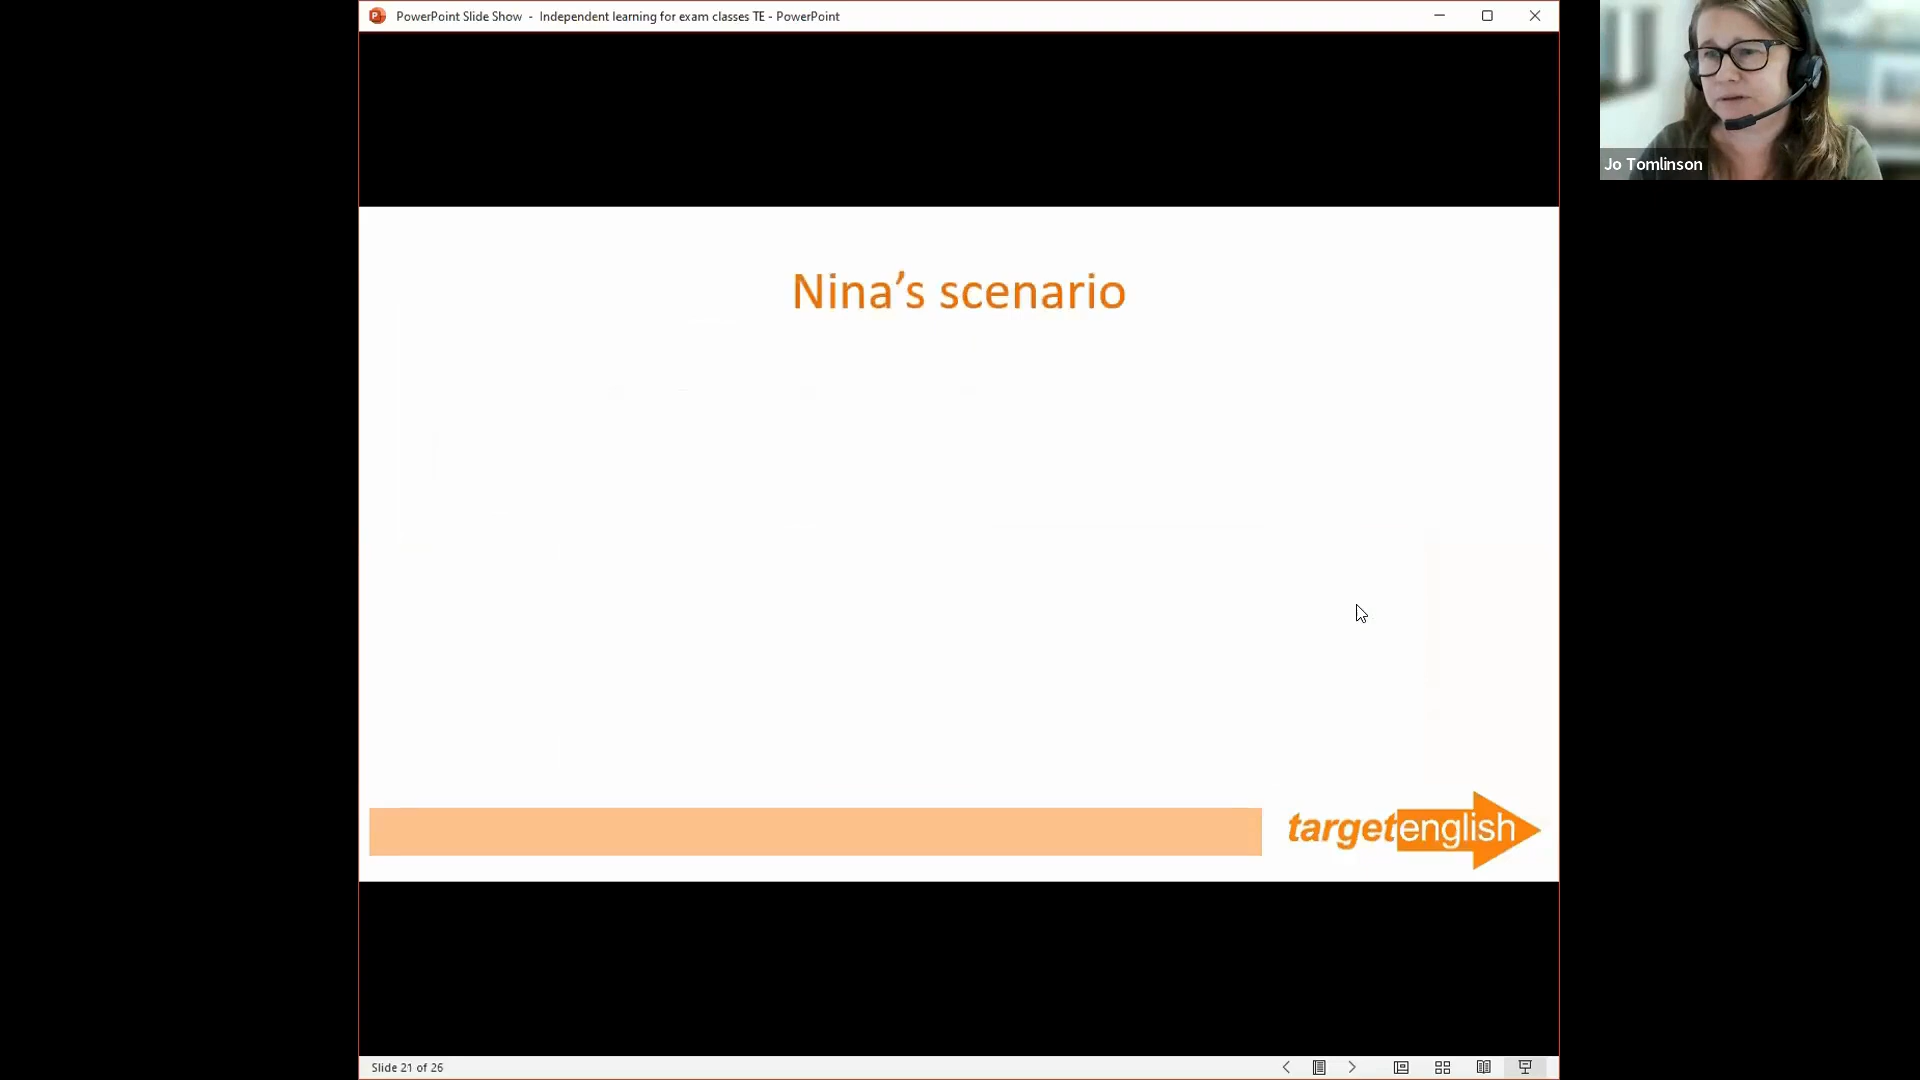 PowerPoint Slide Show - Independent learning for exam classes TE - PowerPoint
Jo Tomlinson
Nina's scenario
targetenglish
Slide 21 of 26